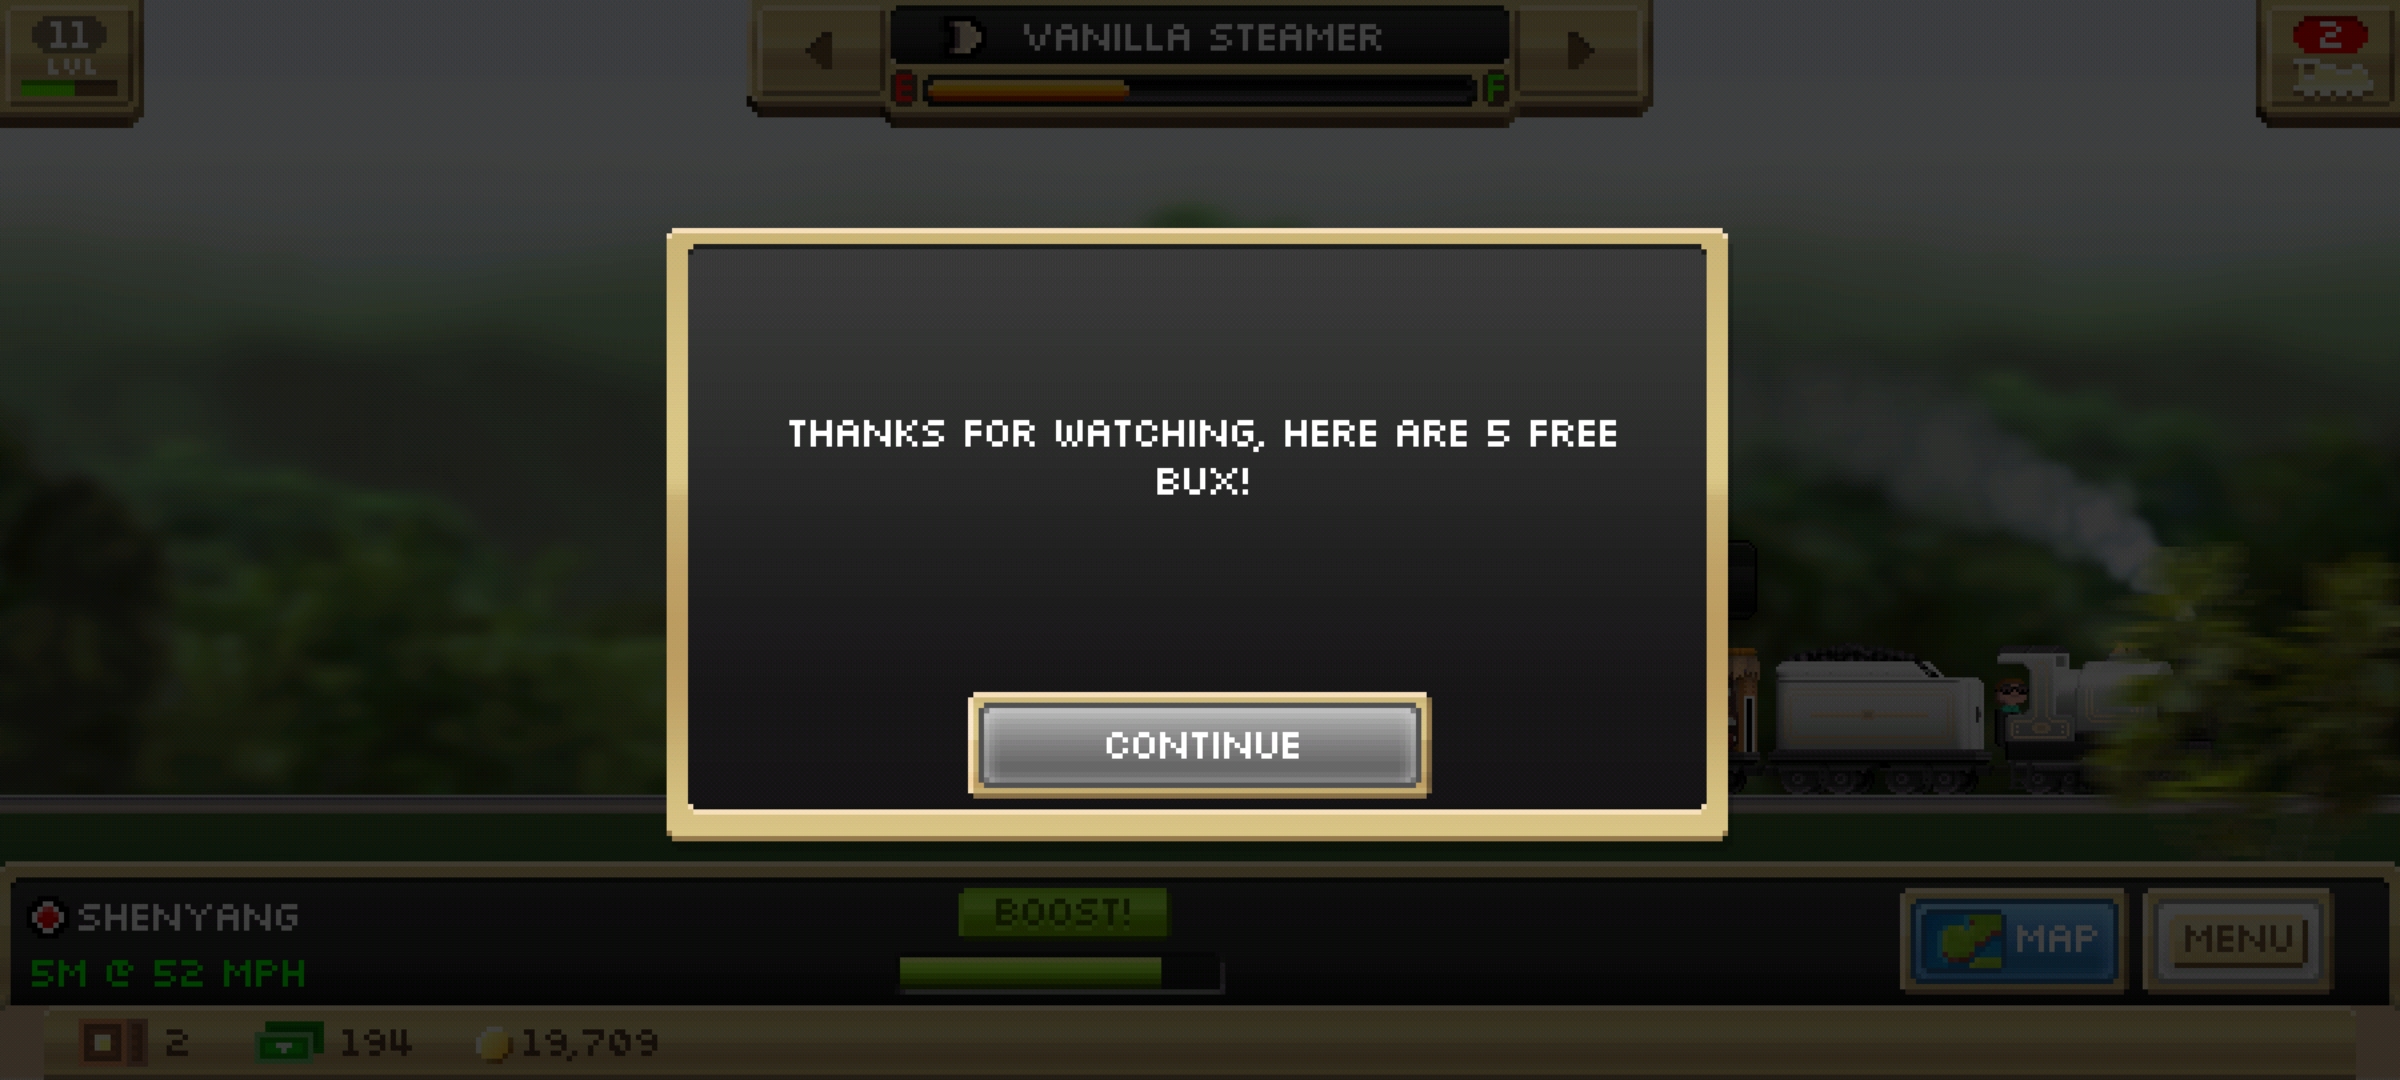 11
LVL
VANILLA STEAMER
E F
2
THANKS FOR WATCHING, HERE ARE 5 FREE
BUX!
CONTINUE
SHENYANG
5M @ 52 MPH
BOOST!
MAP
MENU
2 194 19,709